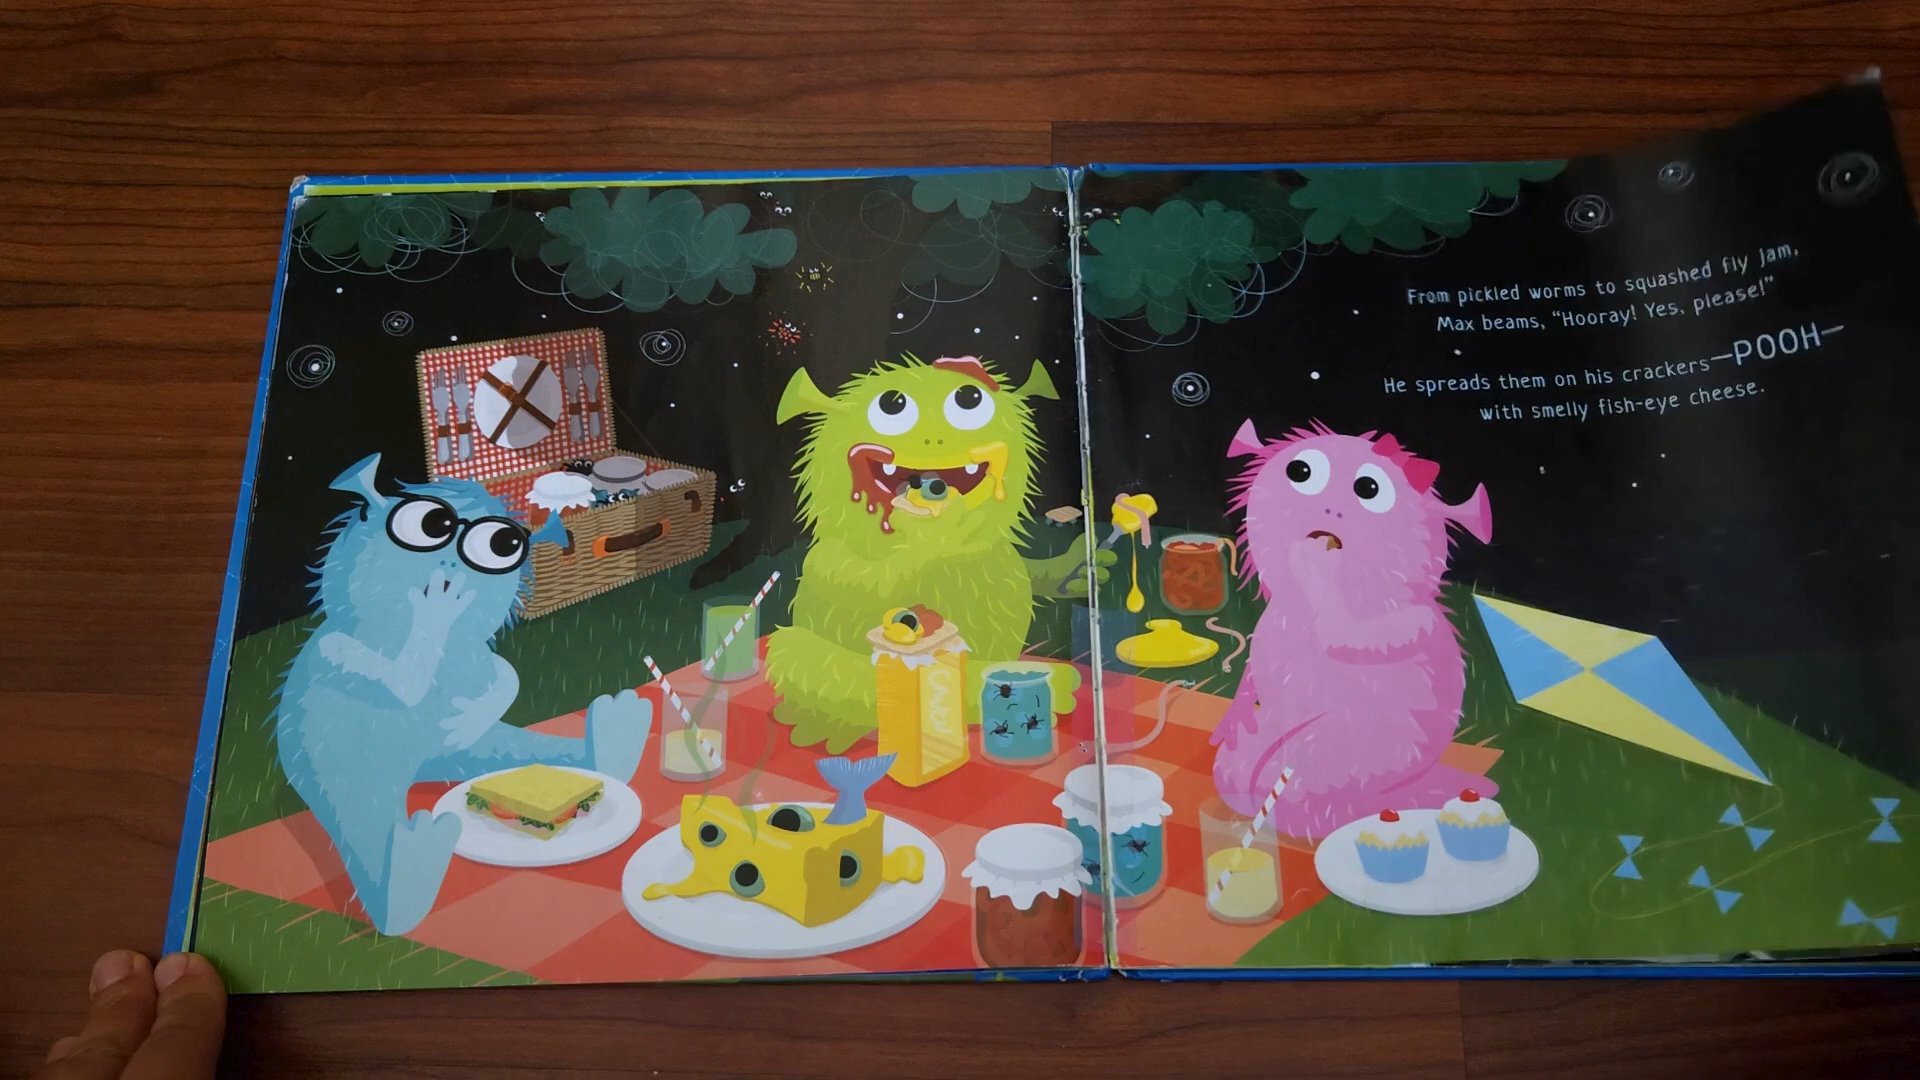 From pickled worms to squashed fly jam,
Max beams, “Hooray! Yes, please!”
He spreads them on his crackers—POOH—
with smelly fish-eye cheese.